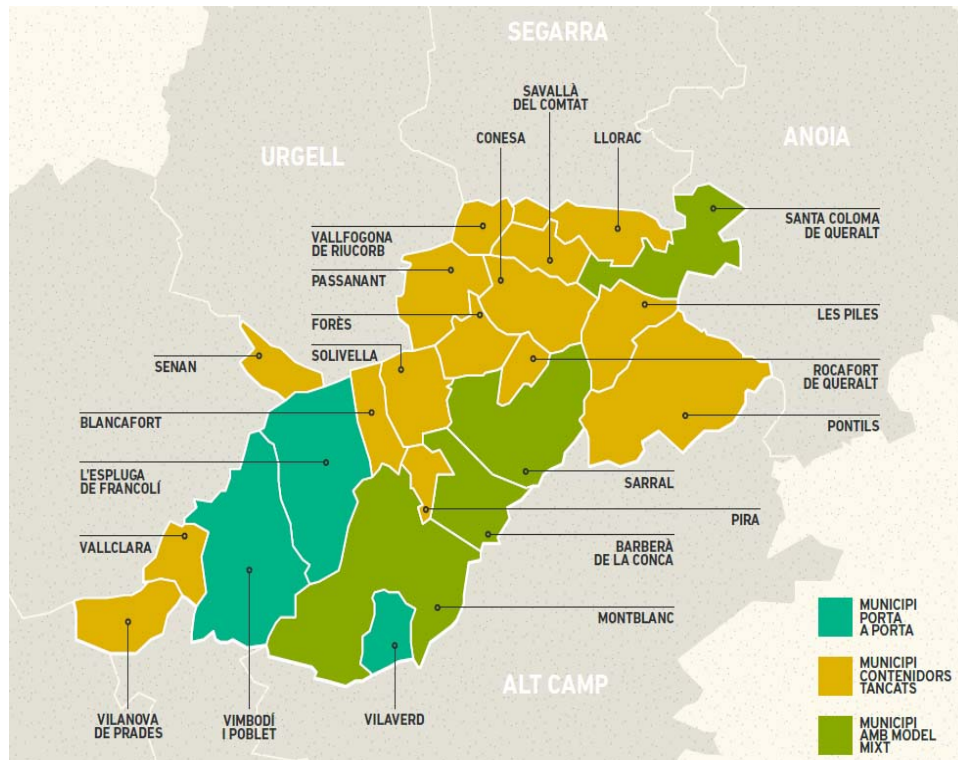 SEGARRA
SAVALLÀ
DEL COMTAT
CONESA
LLORAC
ANOIA
URGELL
VALLFOGONA
DE RIUCORB
SANTA COLOMA
DE QUERALT
PASSANANT
FORÈS
LES PILES
SOLIVELLA
SENAN
ROCAFORT
DE QUERALT
BLANCAFORT
PONTILS
L'ESPLUGA
DE FRANCOLÍ
SARRAL
PIRA
VALLCLARA
BARBERÀ
DE LA CONCA
MONTBLANC
MUNICIPI
PORTA
A PORTA
ALT CAMP
MUNICIPI
CONTENIDORS
TANCATS
VILANOVA
DE PRADES
VIMBODÍ
I POBLET
VILAVERD
MUNICIPI
AMB MODEL
MIXT